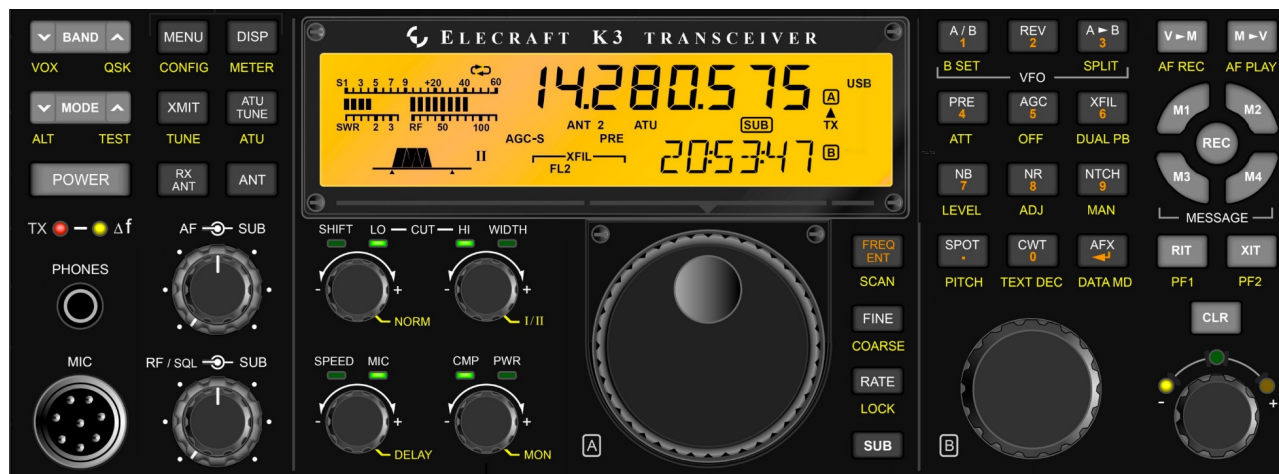 BAND
VOX QSK
MENU DISP
CONFIG METER
MODE
ALT TEST
XMIT ATU TUNE
TUNE ATU
POWER
RX ANT
ANT
TX Δf
PHONES
MIC
AF SUB
RF / SQL SUB
ELECRAFT K3 TRANSCEIVER
S1 3 5 7 9 +20 40 60
SWR 2 3 RF 50 100
14.280.575
USB
A
TX
ANT 2 ATU SUB
AGC-S PRE
II
XFIL
FL2
20:53:47
B
SHIFT LO CUT HI WIDTH
- + - +
NORM I/II
SPEED MIC CMP PWR
- + - +
DELAY MON
A
FREQ ENT
SCAN
FINE
COARSE
RATE
LOCK
SUB
A / B 1
REV 2
A ► B 3
B SET SPLIT
VFO
PRE 4
AGC 5
XFIL 6
ATT OFF DUAL PB
NB 7
NR 8
NTCH 9
LEVEL ADJ MAN
SPOT .
CWT 0
AFX
PITCH TEXT DEC DATA MD
B
V ► M M ► V
AF REC AF PLAY
M1 M2
REC
M3 M4
MESSAGE
RIT XIT
PF1 PF2
CLR
- +